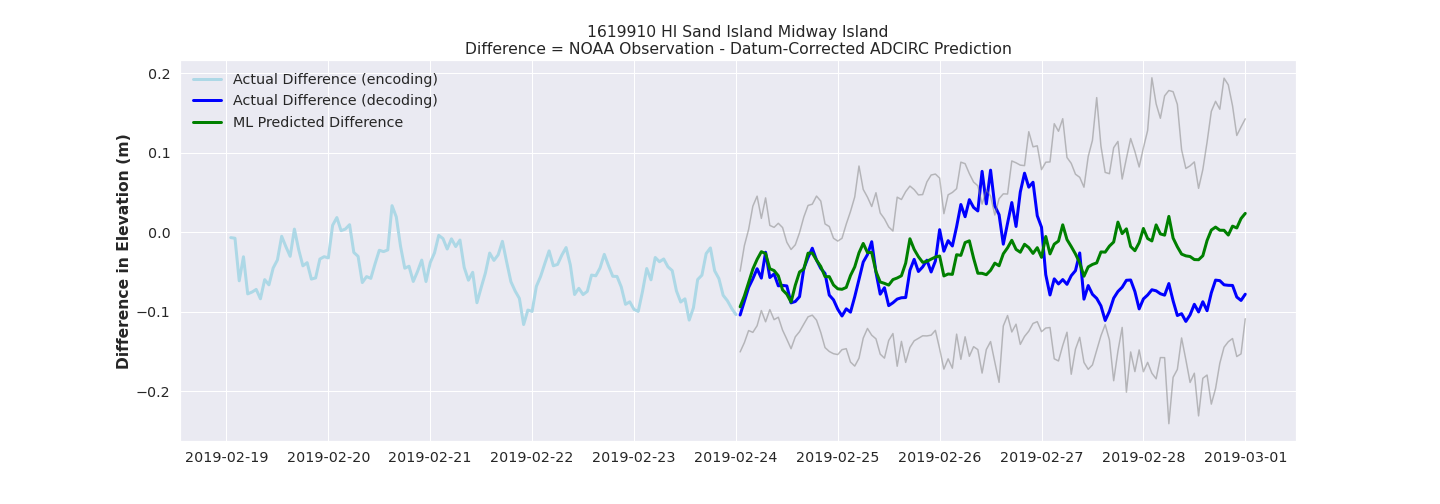 1619910 HI Sand Island Midway Island
Difference = NOAA Observation - Datum-Corrected ADCIRC Prediction
Actual Difference (encoding)
Actual Difference (decoding)
ML Predicted Difference
Difference in Elevation (m)
0.2
0.1
0.0
−0.1
−0.2
2019-02-19 2019-02-20 2019-02-21 2019-02-22 2019-02-23 2019-02-24 2019-02-25 2019-02-26 2019-02-27 2019-02-28 2019-03-01